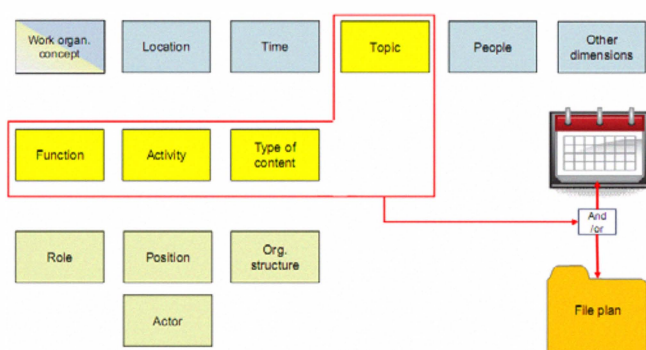 Work organ.
concept
Location
Time
Topic
People
Other
dimensions
Function
Activity
Type of
content
And
/or
Role
Position
Org.
structure
File plan
Actor